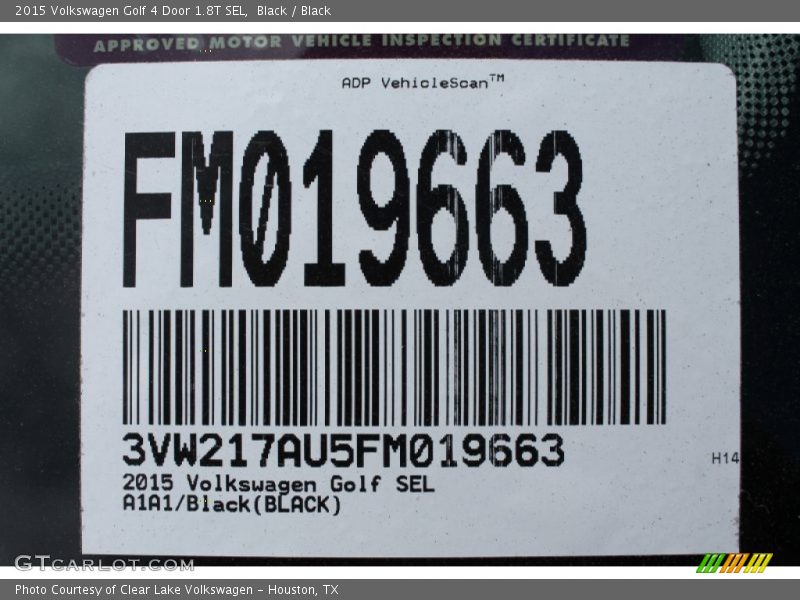 2015 Volkswagen Golf 4 Door 1.8T SEL, Black / Black
APPROVED MOTOR VEHICLE INSPECTION CERTIFICATE
ADP VehicleScan™
FM019663
3VW217AU5FM019663
H14
2015 Volkswagen Golf SEL
A1A1/Black(BLACK)
GTCARLOT.COM
Photo Courtesy of Clear Lake Volkswagen - Houston, TX